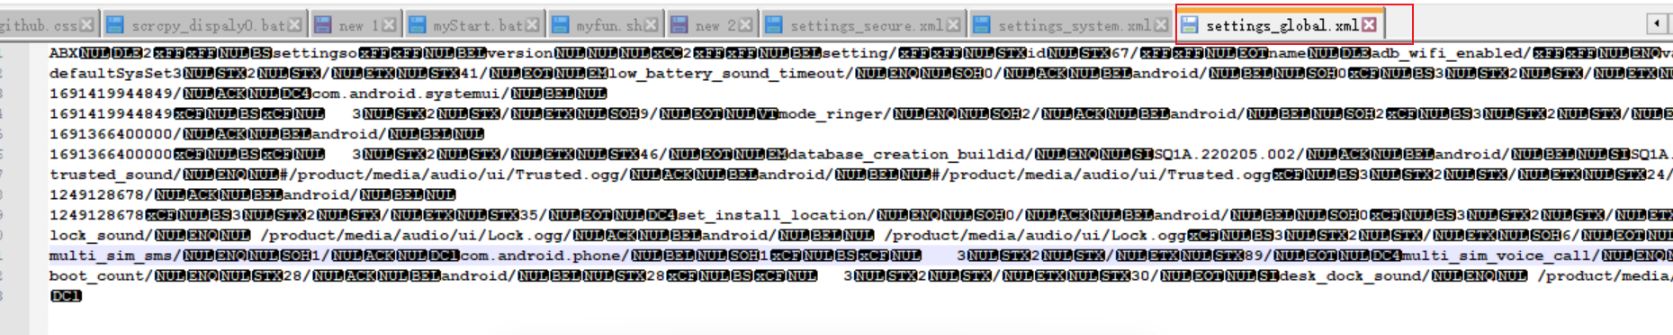 github.css scrcpy_dispaly0.bat new 1 myStart.bat myfun.sh new 2 settings_secure.xml settings_system.xml settings_global.xml
ABXNULDLE2xFFxFFNULBSsettingsoxFFxFFNULBELversionNULNULNULxCC2xFFxFFNULBELsetting/xFFxFFNULSTXidNULSTX67/xFFxFFNULEOTnameNULDLEadb_wifi_enabled/xFFxFFNULENQva
defaultSysSet3NULSTX2NULSTX/NULETXNULSTX41/NULEOTNULEMlow_battery_sound_timeout/NULENQNULSOH0/NULACKNULBELandroid/NULBELNULSOH0xCFNULBS3NULSTX2NULSTX/NULETXNUL
1691419944849/NULACKNULDC4com.android.systemui/NULBELNUL
1691419944849xCFNULBSxCFNUL 3NULSTX2NULSTX/NULETXNULSOH9/NULEOTNULVTmode_ringer/NULENQNULSOH2/NULACKNULBELandroid/NULBELNULSOH2xCFNULBS3NULSTX2NULSTX/NUL
1691366400000/NULACKNULBELandroid/NULBELNUL
1691366400000xCFNULBSxCFNUL 3NULSTX2NULSTX/NULETXNULSTX46/NULEOTNULEMdatabase_creation_buildid/NULENQNULSISQ1A.220205.002/NULACKNULBELandroid/NULBELNULSISQ1A.
trusted_sound/NULENQNUL#/product/media/audio/ui/Trusted.ogg/NULACKNULBELandroid/NULBELNUL#/product/media/audio/ui/Trusted.oggxCFNULBS3NULSTX2NULSTX/NULETXNULSTX24/
1249128678/NULACKNULBELandroid/NULBELNUL
1249128678xCFNULBS3NULSTX2NULSTX/NULETXNULSTX35/NULEOTNULDC4set_install_location/NULENQNULSOH0/NULACKNULBELandroid/NULBELNULSOH0xCFNULBS3NULSTX2NULSTX/NULETX
lock_sound/NULENQNUL /product/media/audio/ui/Lock.ogg/NULACKNULBELandroid/NULBELNUL /product/media/audio/ui/Lock.oggxCFNULBS3NULSTX2NULSTX/NULETXNULSOH6/NULEOTNUL
multi_sim_sms/NULENQNULSOH1/NULACKNULDC1com.android.phone/NULBELNULSOH1xCFNULBSxCFNUL 3NULSTX2NULSTX/NULETXNULSTX89/NULEOTNULDC4multi_sim_voice_call/NULENQ
boot_count/NULENQNULSTX28/NULACKNULBELandroid/NULBELNULSTX28xCFNULBSxCFNUL 3NULSTX2NULSTX/NULETXNULSTX30/NULEOTNULSIdesk_dock_sound/NULENQNUL /product/media/
DC1